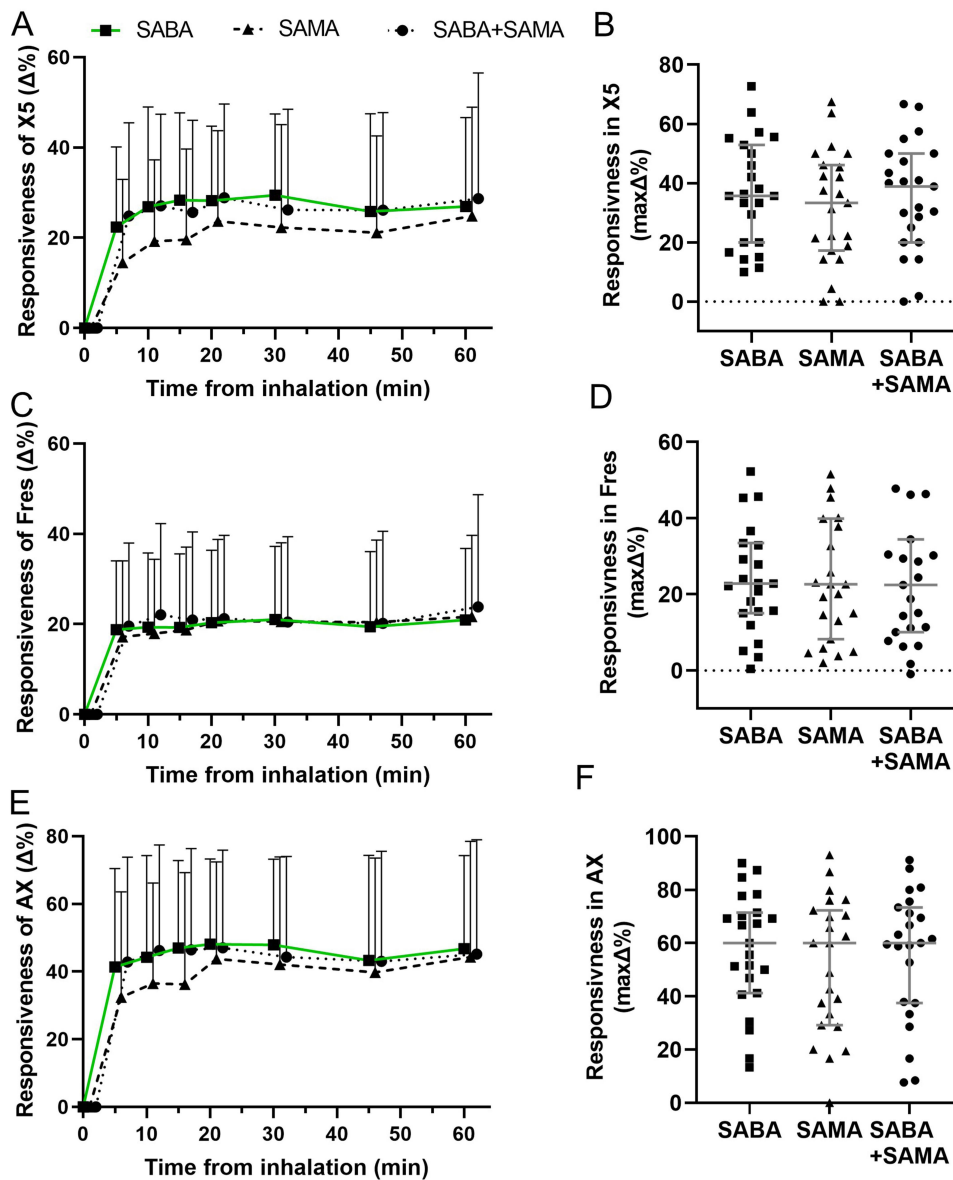 A
SABA SAMA SABA+SAMA
Responsiveness of X5 (Δ%)
60
40
20
0
0 10 20 30 40 50 60
Time from inhalation (min)
B
Responsivness in X5
(maxΔ%)
80
60
40
20
0
SABA SAMA SABA
+SAMA
C
Responsiveness of Fres (Δ%)
60
40
20
0
0 10 20 30 40 50 60
Time from inhalation (min)
D
Responsivness in Fres
(maxΔ%)
60
50
40
30
20
10
0
SABA SAMA SABA
+SAMA
E
Responsiveness of AX (Δ%)
80
60
40
20
0
0 10 20 30 40 50 60
Time from inhalation (min)
F
Responsivness in AX
(maxΔ%)
100
80
60
40
20
0
SABA SAMA SABA
+SAMA